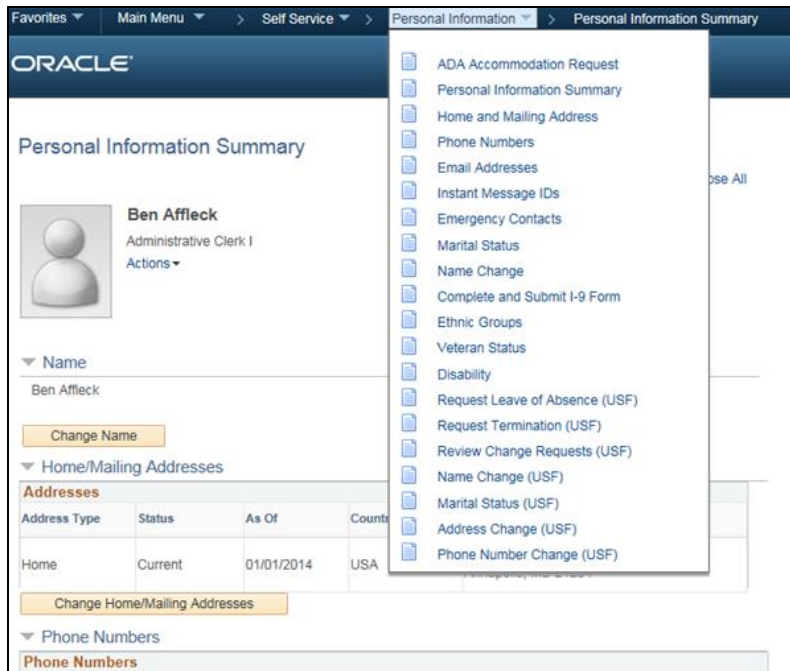 Favorites Main Menu > Self Service > Personal Information > Personal Information Summary
ORACLE
ADA Accommodation Request
Personal Information Summary
Home and Mailing Address
Phone Numbers
Email Addresses
Instant Message IDs
Emergency Contacts
Marital Status
Name Change
Complete and Submit I-9 Form
Ethnic Groups
Veteran Status
Disability
Request Leave of Absence (USF)
Request Termination (USF)
Review Change Requests (USF)
Name Change (USF)
Marital Status (USF)
Address Change (USF)
Phone Number Change (USF)
Personal Information Summary
All
Ben Affleck
Administrative Clerk I
Actions
Name
Ben Affleck
Change Name
Home/Mailing Addresses
Addresses
Address Type Status As Of
Home Current 01/01/2014 USA
Change Home/Mailing Addresses
Phone Numbers
Phone Numbers